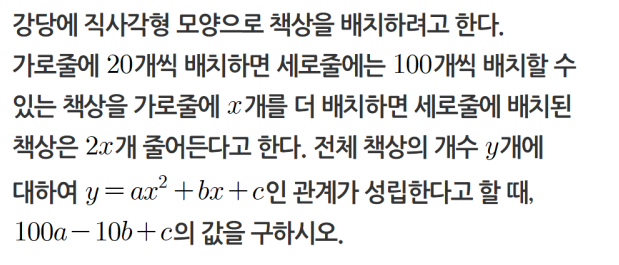 강당에 직사각형 모양으로 책상을 배치하려고 한다.
가로줄에 20개씩 배치하면 세로줄에는 100개씩 배치할 수
있는 책상을 가로줄에 x개를 더 배치하면 세로줄에 배치된
책상은 2x개 줄어든다고 한다. 전체 책상의 개수 y개에
대하여 y=ax²+bx+c인 관계가 성립한다고 할 때,
100a-10b+c의 값을 구하시오.